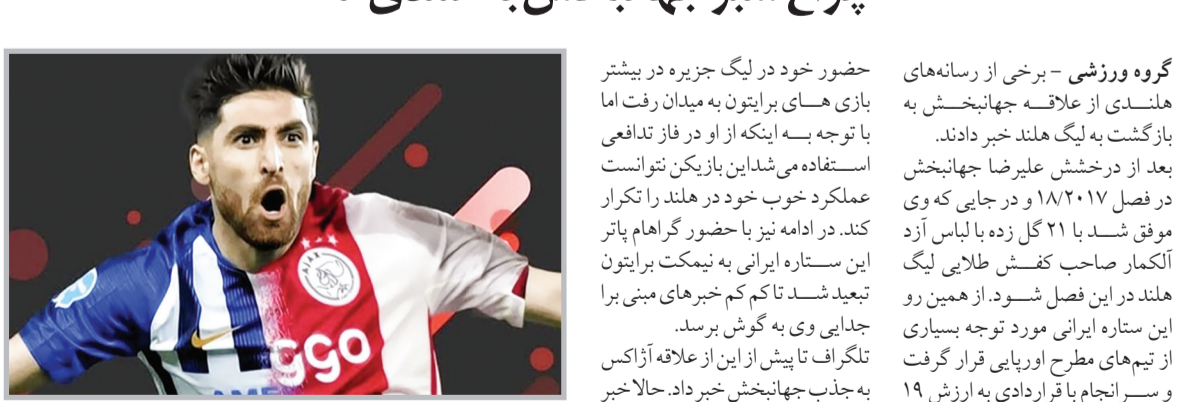 گروه ورزشی - برخی از رسانه‌های
هلندی از علاقه جهانبخش به
بازگشت به لیگ هلند خبر دادند.
بعد از درخشش علیرضا جهانبخش
در فصل ۱۸/۲۰۱۷ و در جایی که وی
موفق شد با ۲۱ گل زده با لباس آزد
آلکمار صاحب کفش طلایی لیگ
هلند در این فصل شود. از همین رو
این ستاره ایرانی مورد توجه بسیاری
از تیم‌های مطرح اورپایی قرار گرفت
و سرانجام با قراردادی به ارزش ۱۹
حضور خود در لیگ جزیره در بیشتر
بازی های برایتون به میدان رفت اما
با توجه به اینکه از او در فاز تدافعی
استفاده می‌شداین بازیکن نتوانست
عملکرد خوب خود در هلند را تکرار
کند. در ادامه نیز با حضور گراهام پاتر
این ستاره ایرانی به نیمکت برایتون
تبعید شد تا کم کم خبرهای مبنی برا
جدایی وی به گوش برسد.
تلگراف تا پیش از این از علاقه آژاکس
به جذب جهانبخش خبر داد. حالا خبر
AJAX
ggo
AME